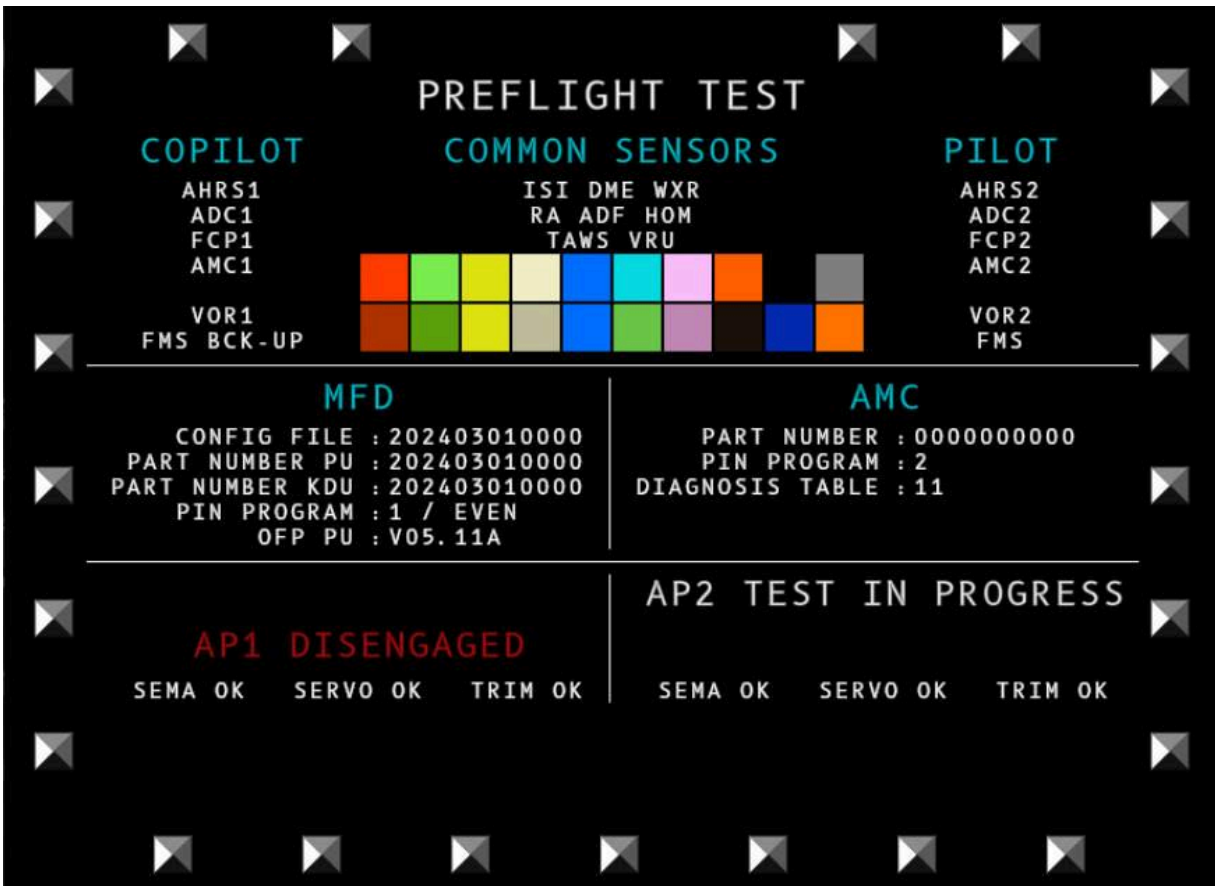 PREFLIGHT TEST
COPILOT
AHRS1
ADC1
FCP1
AMC1
VOR1
FMS BCK-UP
COMMON SENSORS
ISI DME WXR
RA ADF HOM
TAWS VRU
PILOT
AHRS2
ADC2
FCP2
AMC2
VOR2
FMS
MFD
CONFIG FILE :202403010000
PART NUMBER PU :202403010000
PART NUMBER KDU :202403010000
PIN PROGRAM :1 / EVEN
OFP PU :V05.11A
AMC
PART NUMBER :0000000000
PIN PROGRAM :2
DIAGNOSIS TABLE :11
AP1 DISENGAGED
SEMA OK SERVO OK TRIM OK
AP2 TEST IN PROGRESS
SEMA OK SERVO OK TRIM OK